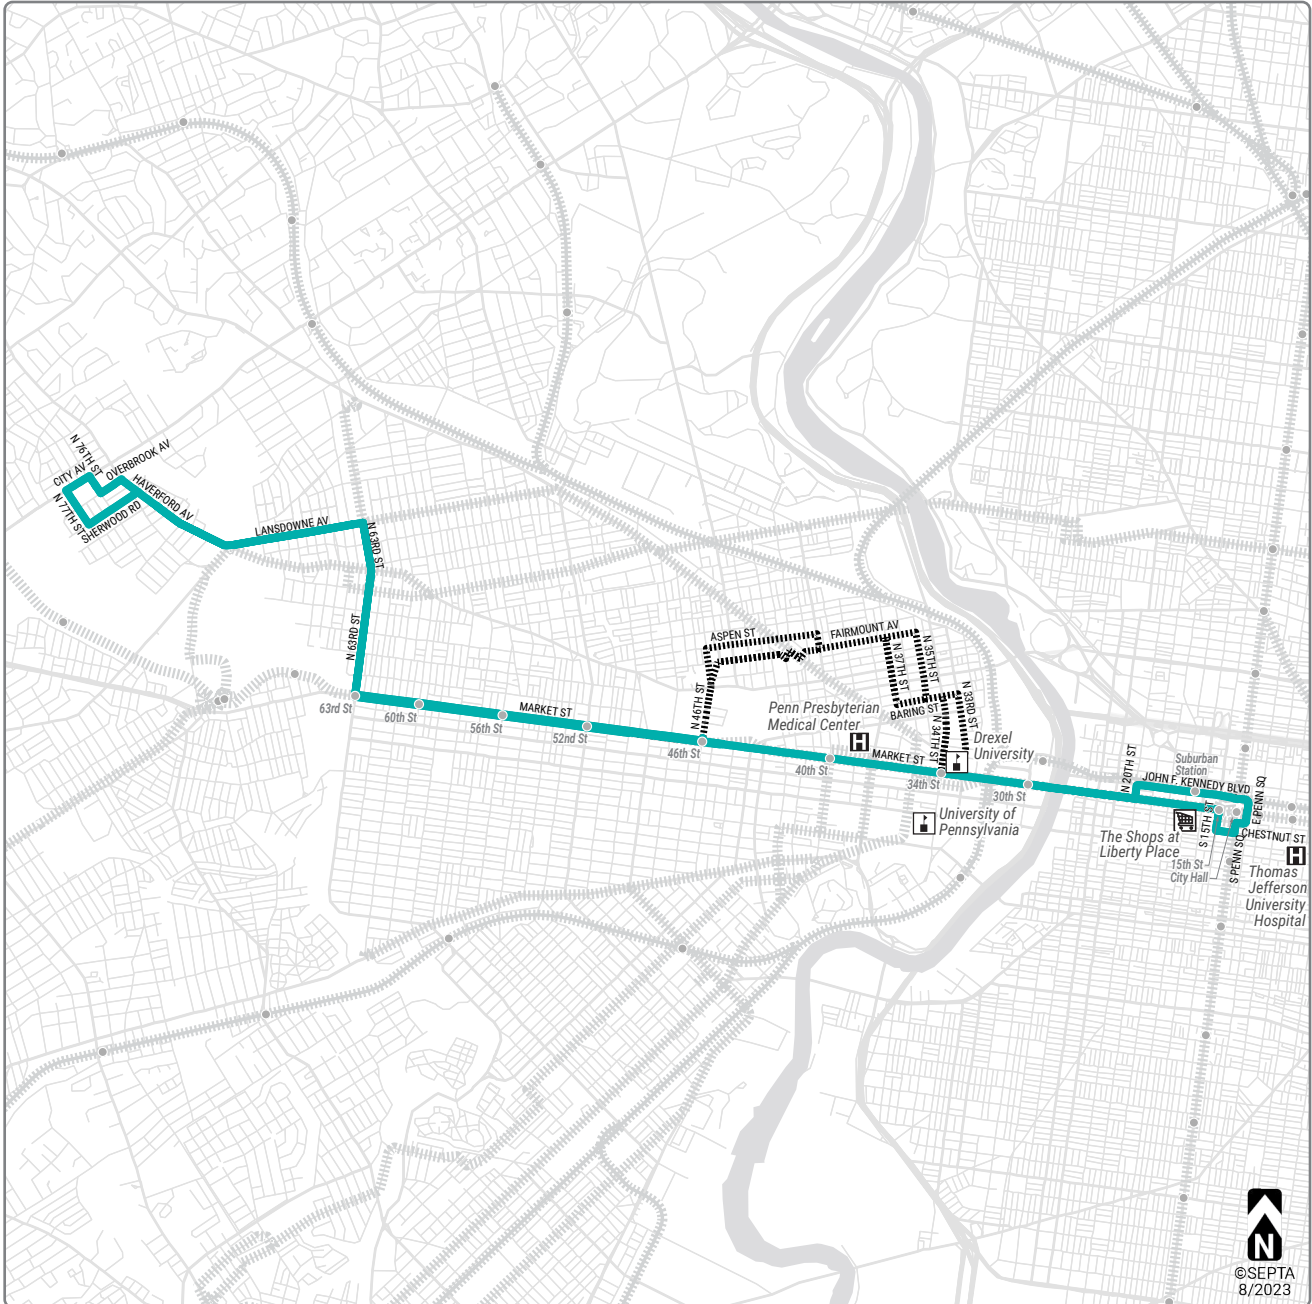 N 76TH ST
CITY AV
OVERBROOK AV
HAVERFORD AV
N 77TH ST
SHERWOOD RD
LANSDOWNE AV
N 63RD ST
N 63RD ST
63rd St
60th St
56th St
MARKET ST
52nd St
46th St
N 46TH ST
ASPEN ST
FAIRMOUNT AV
N 37TH ST
N 35TH ST
BARING ST
N 34TH ST
N 33RD ST
Penn Presbyterian
Medical Center
H
40th St
MARKET ST
34th St
Drexel
University
30th St
University of
Pennsylvania
N 20TH ST
Suburban
Station
JOHN F. KENNEDY BLVD
E PENN SQ
S 15TH ST
CHESTNUT ST
S PENN SQ
The Shops at
Liberty Place
15th St
City Hall
H
Thomas
Jefferson
University
Hospital
N
©SEPTA
8/2023